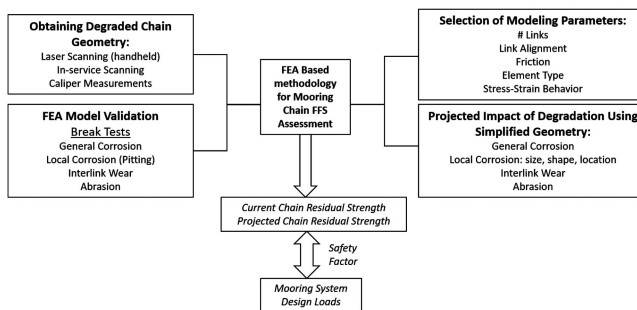 Obtaining Degraded Chain
Geometry:
Laser Scanning (handheld)
In-service Scanning
Caliper Measurements
FEA Model Validation
Break Tests
General Corrosion
Local Corrosion (Pitting)
Interlink Wear
Abrasion
FEA Based
methodology
for Mooring
Chain FFS
Assessment
Selection of Modeling Parameters:
# Links
Link Alignment
Friction
Element Type
Stress-Strain Behavior
Projected Impact of Degradation Using
Simplified Geometry:
General Corrosion
Local Corrosion: size, shape, location
Interlink Wear
Abrasion
Current Chain Residual Strength
Projected Chain Residual Strength
Safety
Factor
Mooring System
Design Loads